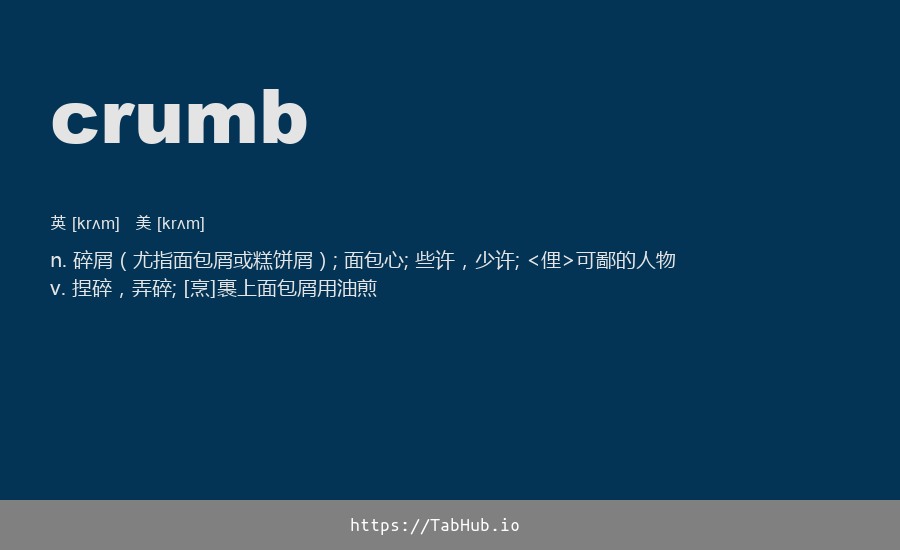 crumb
英 [krʌm]   美 [krʌm]
n. 碎屑（尤指面包屑或糕饼屑）; 面包心; 些许，少许; <俚>可鄙的人物
v. 捏碎，弄碎; [烹]裹上面包屑用油煎
https://TabHub.io